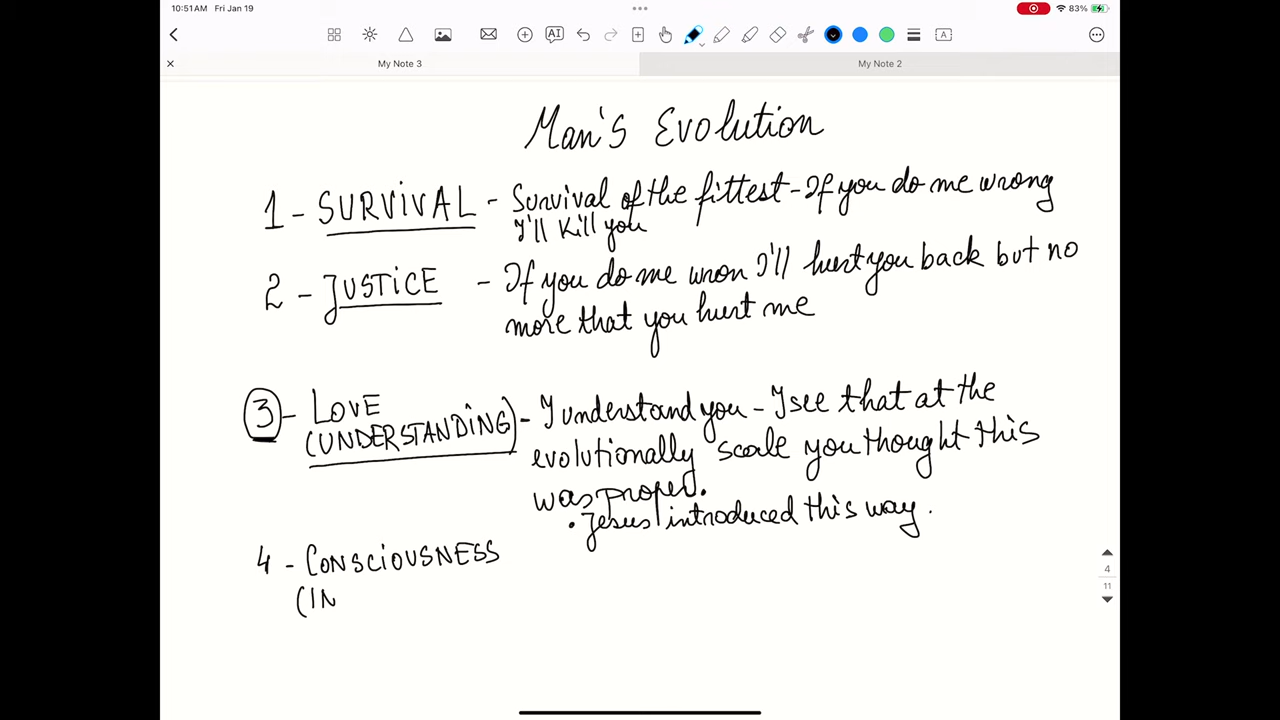 10:51AM Fri Jan 19
83%
AI
A
My Note 3
My Note 2
Man's Evolution
1 - SURVIVAL - Survival of the fittest - If you do me wrong
I'll Kill you
2 - JUSTICE - If you do me wron I'll hurt you back but no
more that you hurt me
3 - LOVE
(UNDERSTANDING) - I understand you - I see that at the
evolutionally scale you thought this
was proper.
• Jesus introduced this way.
4 - CONSCIOUSNESS
(IN
4
11